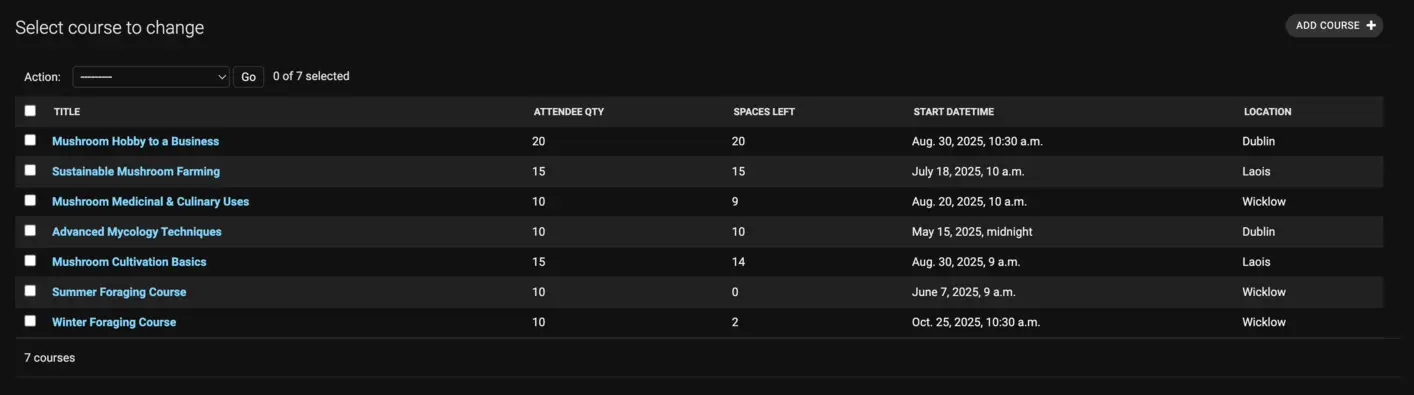 Select course to change
ADD COURSE +
Action: --------- Go 0 of 7 selected
TITLE ATTENDEE QTY SPACES LEFT START DATETIME LOCATION
Mushroom Hobby to a Business 20 20 Aug. 30, 2025, 10:30 a.m. Dublin
Sustainable Mushroom Farming 15 15 July 18, 2025, 10 a.m. Laois
Mushroom Medicinal & Culinary Uses 10 9 Aug. 20, 2025, 10 a.m. Wicklow
Advanced Mycology Techniques 10 10 May 15, 2025, midnight Dublin
Mushroom Cultivation Basics 15 14 Aug. 30, 2025, 9 a.m. Laois
Summer Foraging Course 10 0 June 7, 2025, 9 a.m. Wicklow
Winter Foraging Course 10 2 Oct. 25, 2025, 10:30 a.m. Wicklow
7 courses